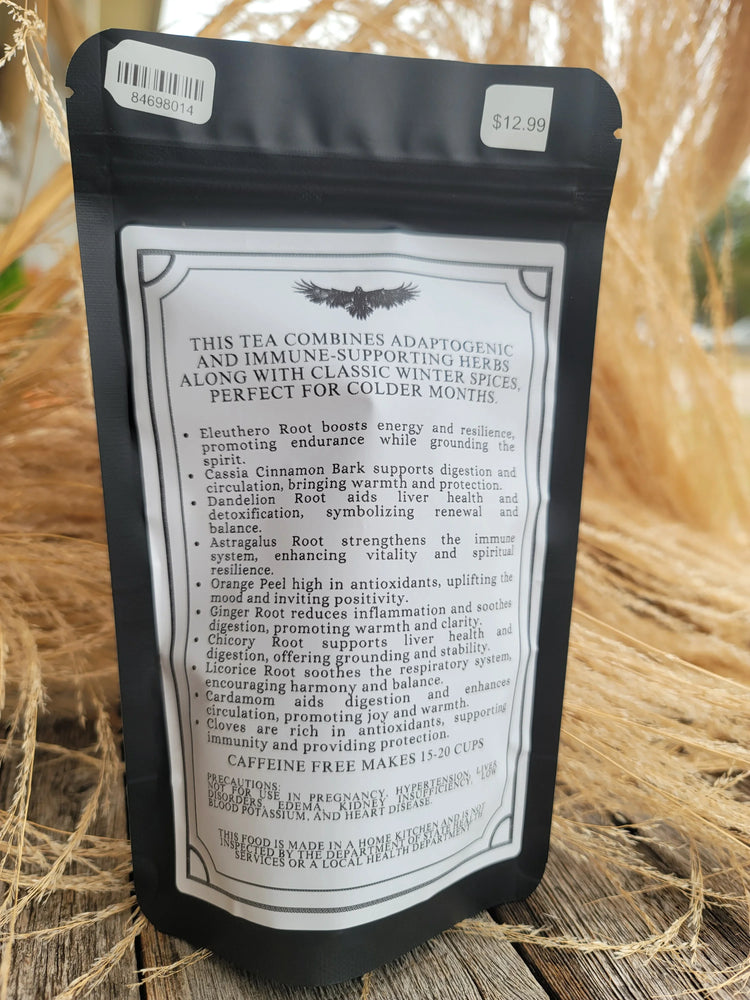 84698014
$12.99
THIS TEA COMBINES ADAPTOGENIC
AND IMMUNE-SUPPORTING HERBS
ALONG WITH CLASSIC WINTER SPICES,
PERFECT FOR COLDER MONTHS.
• Eleuthero Root boosts energy and resilience,
promoting endurance while grounding the
spirit.
• Cassia Cinnamon Bark supports digestion and
circulation, bringing warmth and protection.
• Dandelion Root aids liver health and
detoxification, symbolizing renewal and
balance.
• Astragalus Root strengthens the immune
system, enhancing vitality and spiritual
resilience.
• Orange Peel high in antioxidants, uplifting the
mood and inviting positivity.
• Ginger Root reduces inflammation and soothes
digestion, promoting warmth and clarity.
• Chicory Root supports liver health and
digestion, offering grounding and stability.
• Licorice Root soothes the respiratory system,
encouraging harmony and balance.
• Cardamom aids digestion and enhances
circulation, promoting joy and warmth.
• Cloves are rich in antioxidants, supporting
immunity and providing protection.
CAFFEINE FREE MAKES 15-20 CUPS
PRECAUTIONS:
NOT FOR USE IN PREGNANCY, HYPERTENSION, LIVER
DISORDERS, EDEMA, KIDNEY INSUFFICIENCY, LOW
BLOOD POTASSIUM, AND HEART DISEASE.
THIS FOOD IS MADE IN A HOME KITCHEN AND IS NOT
INSPECTED BY THE DEPARTMENT OF STATE HEALTH
SERVICES OR A LOCAL HEALTH DEPARTMENT.